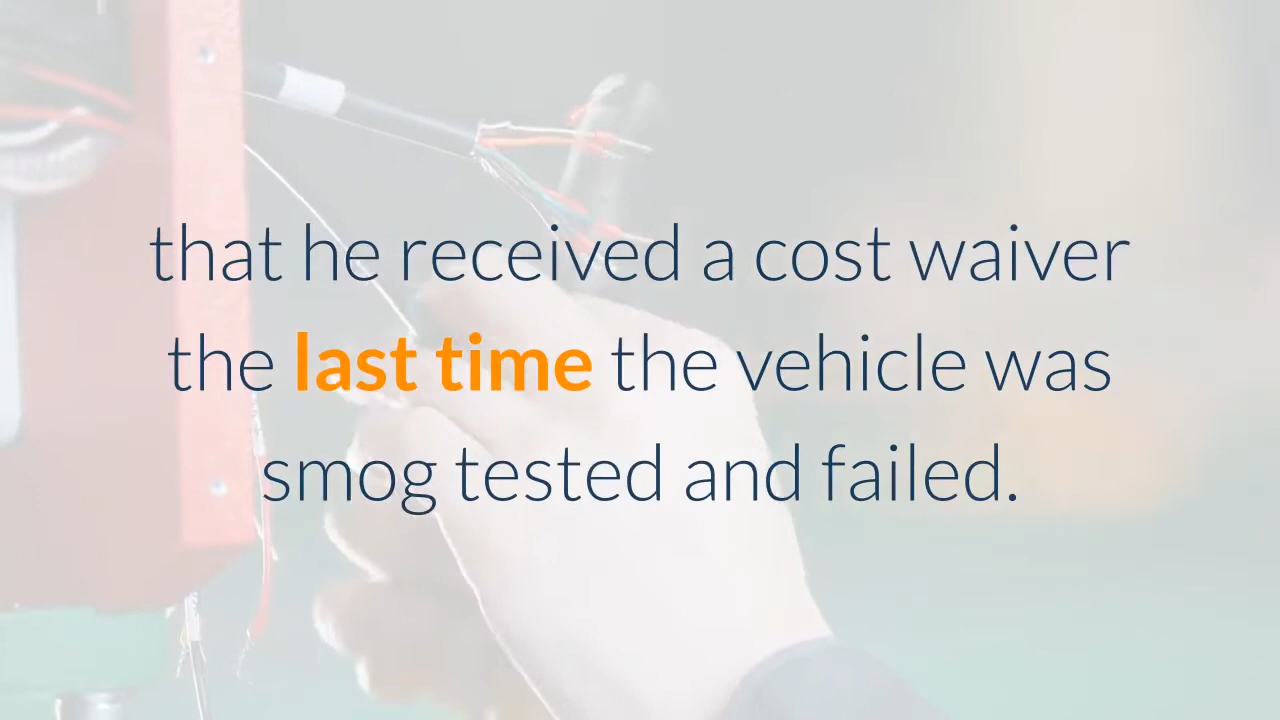 that he received a cost waiver
the last time the vehicle was
smog tested and failed.